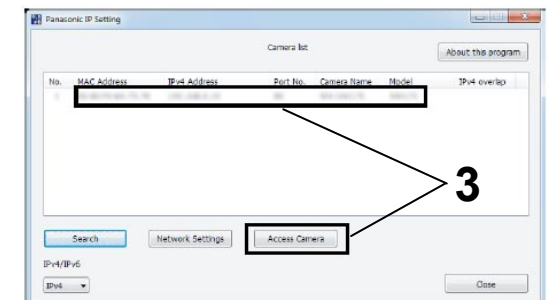 Panasonic IP Setting
Camera list
About this program
No. MAC Address IPv4 Address Port No. Camera Name Model IPv4 overlap
3
Search Network Settings Access Camera
IPv4/IPv6
IPv4 Close